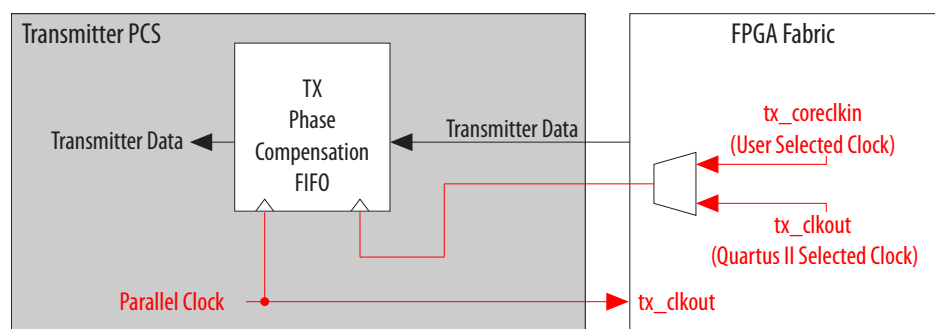 Transmitter PCS
FPGA Fabric
TX
Phase
Compensation
FIFO
Transmitter Data
Transmitter Data
tx_coreclkin
(User Selected Clock)
tx_clkout
(Quartus II Selected Clock)
Parallel Clock
tx_clkout